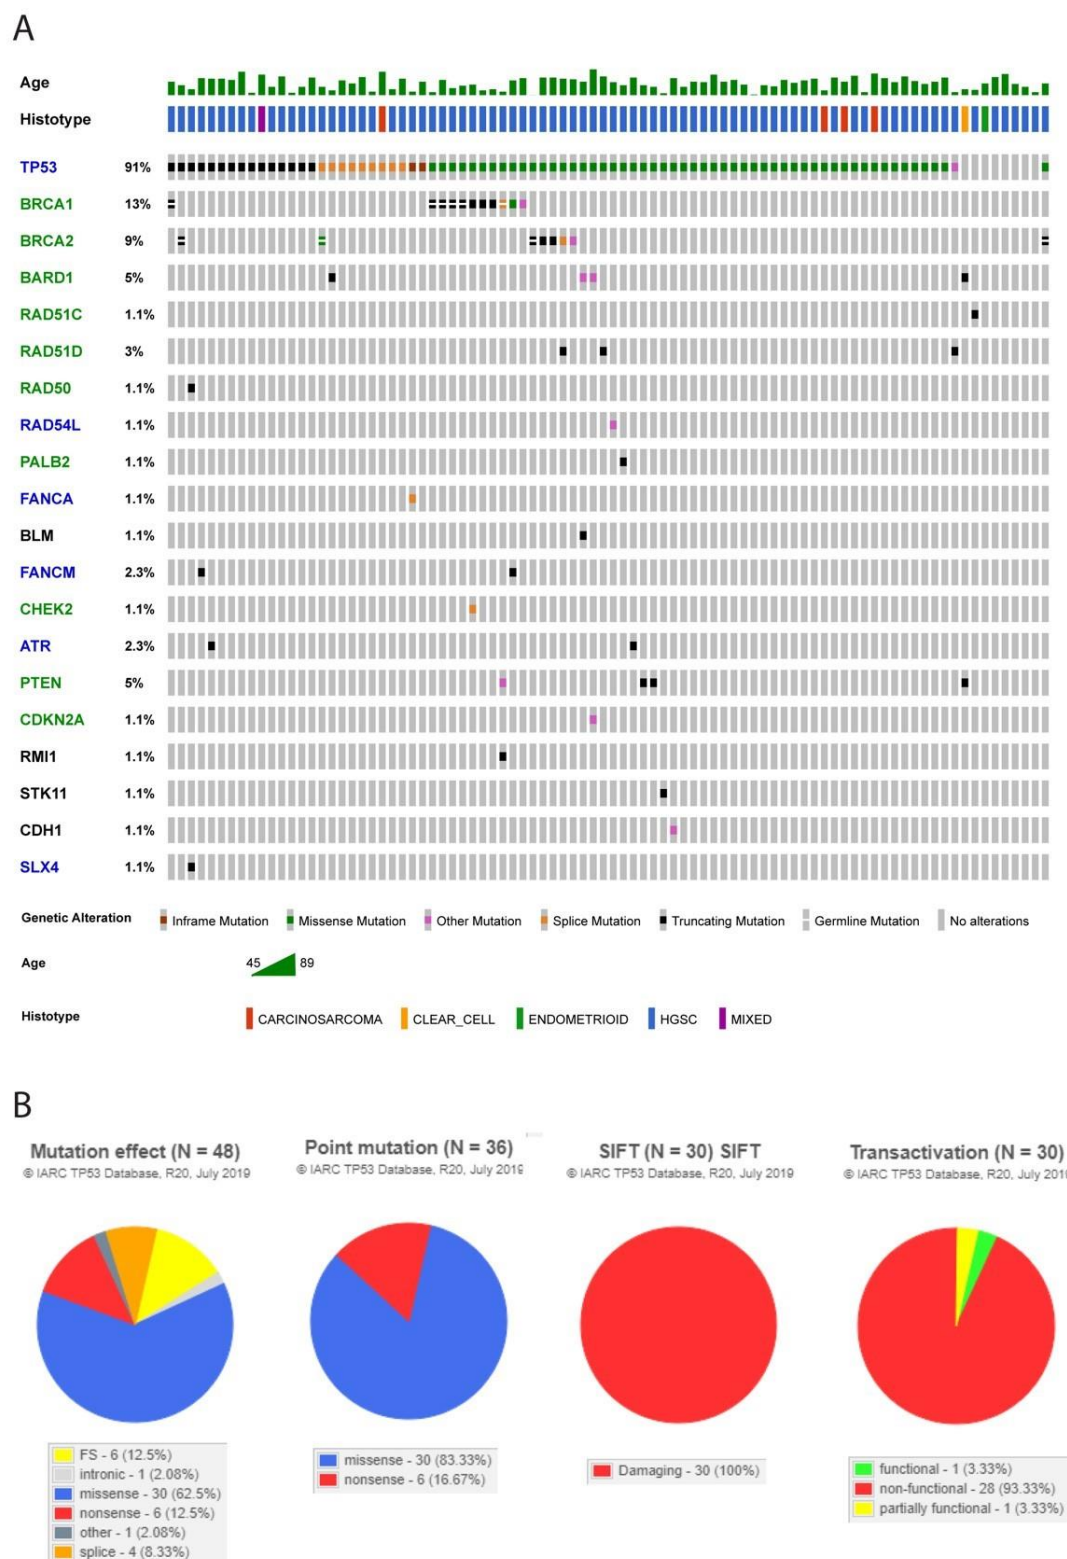 A
Age
Histotype
TP53 91%
BRCA1 13%
BRCA2 9%
BARD1 5%
RAD51C 1.1%
RAD51D 3%
RAD50 1.1%
RAD54L 1.1%
PALB2 1.1%
FANCA 1.1%
BLM 1.1%
FANCM 2.3%
CHEK2 1.1%
ATR 2.3%
PTEN 5%
CDKN2A 1.1%
RMI1 1.1%
STK11 1.1%
CDH1 1.1%
SLX4 1.1%
Genetic Alteration Inframe Mutation Missense Mutation Other Mutation Splice Mutation Truncating Mutation Germline Mutation No alterations
Age 45 89
Histotype CARCINOSARCOMA CLEAR_CELL ENDOMETRIOID HGSC MIXED
B
Mutation effect (N = 48)
© IARC TP53 Database, R20, July 2019
FS - 6 (12.5%)
intronic - 1 (2.08%)
missense - 30 (62.5%)
nonsense - 6 (12.5%)
other - 1 (2.08%)
splice - 4 (8.33%)
Point mutation (N = 36)
© IARC TP53 Database, R20, July 2019
missense - 30 (83.33%)
nonsense - 6 (16.67%)
SIFT (N = 30) SIFT
© IARC TP53 Database, R20, July 2019
Damaging - 30 (100%)
Transactivation (N = 30)
© IARC TP53 Database, R20, July 201
functional - 1 (3.33%)
non-functional - 28 (93.33%)
partially functional - 1 (3.33%)